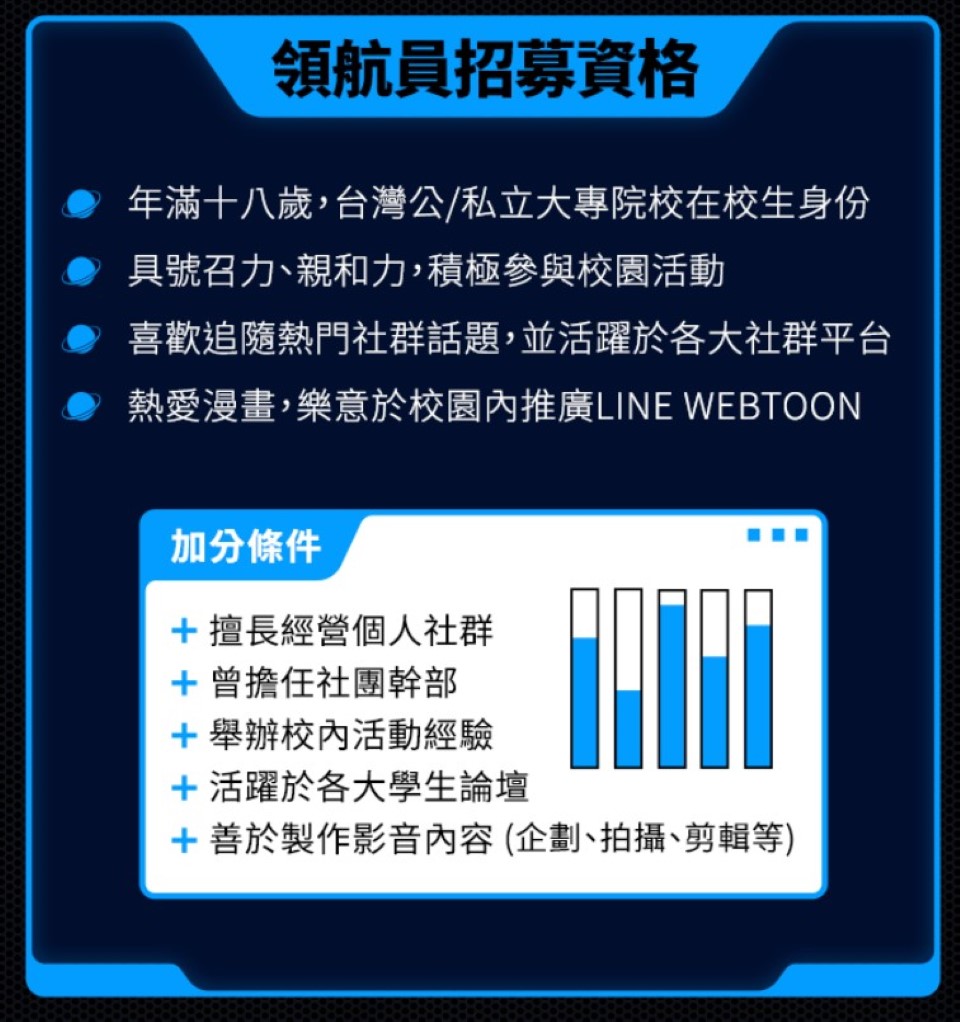 領航員招募資格
年滿十八歲，台灣公/私立大專院校在校生身份
具號召力、親和力，積極參與校園活動
喜歡追隨熱門社群話題，並活躍於各大社群平台
熱愛漫畫，樂意於校園內推廣LINE WEBTOON
加分條件
+ 擅長經營個人社群
+ 曾擔任社團幹部
+ 舉辦校內活動經驗
+ 活躍於各大學生論壇
+ 善於製作影音內容 (企劃、拍攝、剪輯等)